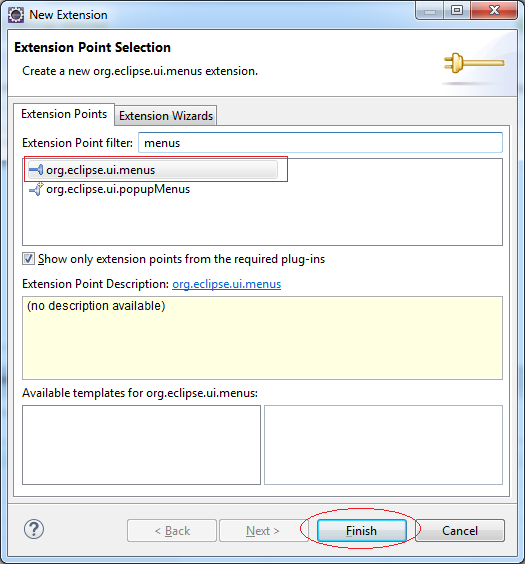 New Extension
Extension Point Selection
Create a new org.eclipse.ui.menus extension.
Extension Points Extension Wizards
Extension Point filter: menus
org.eclipse.ui.menus
org.eclipse.ui.popupMenus
Show only extension points from the required plug-ins
Extension Point Description: org.eclipse.ui.menus
(no description available)
Available templates for org.eclipse.ui.menus:
? < Back Next > Finish Cancel